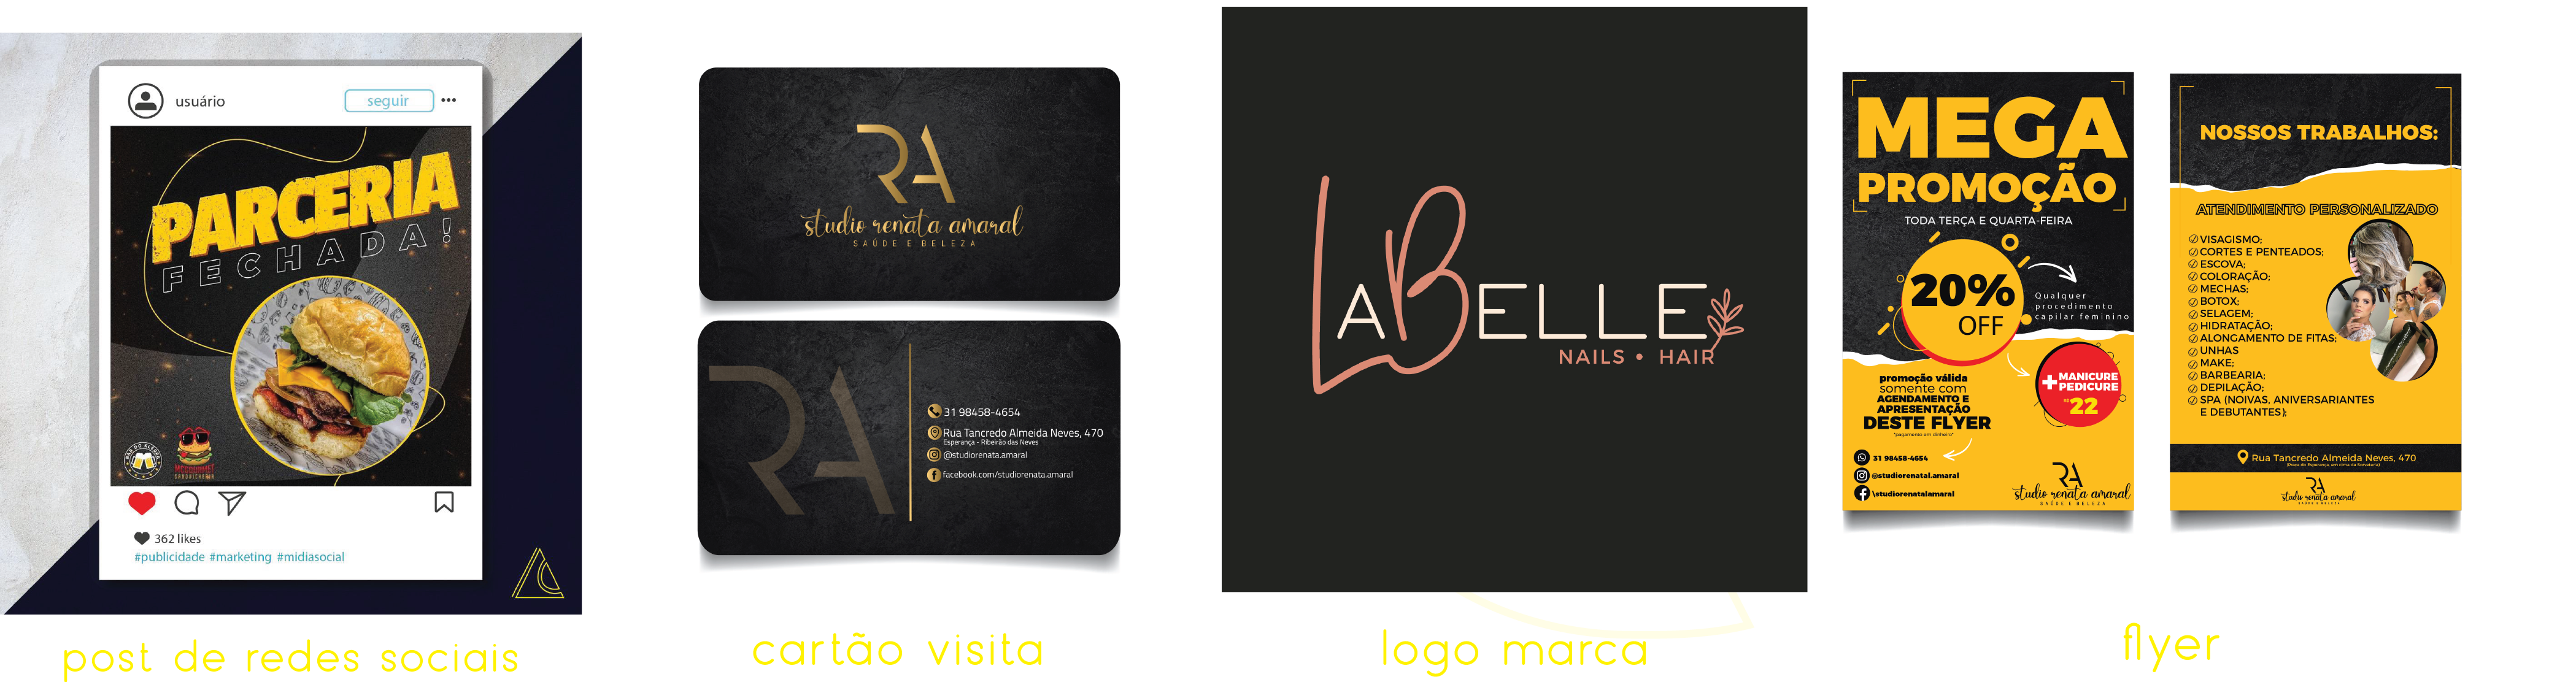 usuário
seguir
PARCERIA
FECHADA!
362 likes
#publicidade #marketing #midiasocial
post de redes sociais
RA
studio renata amaral
SAÚDE E BELEZA
RA
31 98458-4654
Rua Tancredo Almeida Neves, 470
Esperança - Ribeirão das Neves
@studiorenata.amaral
facebook.com/studiorenata.amaral
cartão visita
LABELLE
NAILS • HAIR
logo marca
MEGA
PROMOÇÃO
TODA TERÇA E QUARTA-FEIRA
20%
OFF
Qualquer
procedimento
capilar feminino
+ MANICURE
PEDICURE
R$ 22
promoção válida
somente com
AGENDAMENTO E
APRESENTAÇÃO
DESTE FLYER
*pagamento em dinheiro*
31 98458-4654
@studiorenatal.amaral
\studiorenatalamaral
RA
studio renata amaral
SAÚDE E BELEZA
NOSSOS TRABALHOS:
ATENDIMENTO PERSONALIZADO
VISAGISMO;
CORTES E PENTEADOS;
ESCOVA;
COLORAÇÃO;
MECHAS;
BOTOX;
SELAGEM;
HIDRATAÇÃO;
ALONGAMENTO DE FITAS;
UNHAS
MAKE;
BARBEARIA;
DEPILAÇÃO;
SPA (NOIVAS, ANIVERSARIANTES
E DEBUTANTES);
Rua Tancredo Almeida Neves, 470
RA
studio renata amaral
SAÚDE E BELEZA
flyer